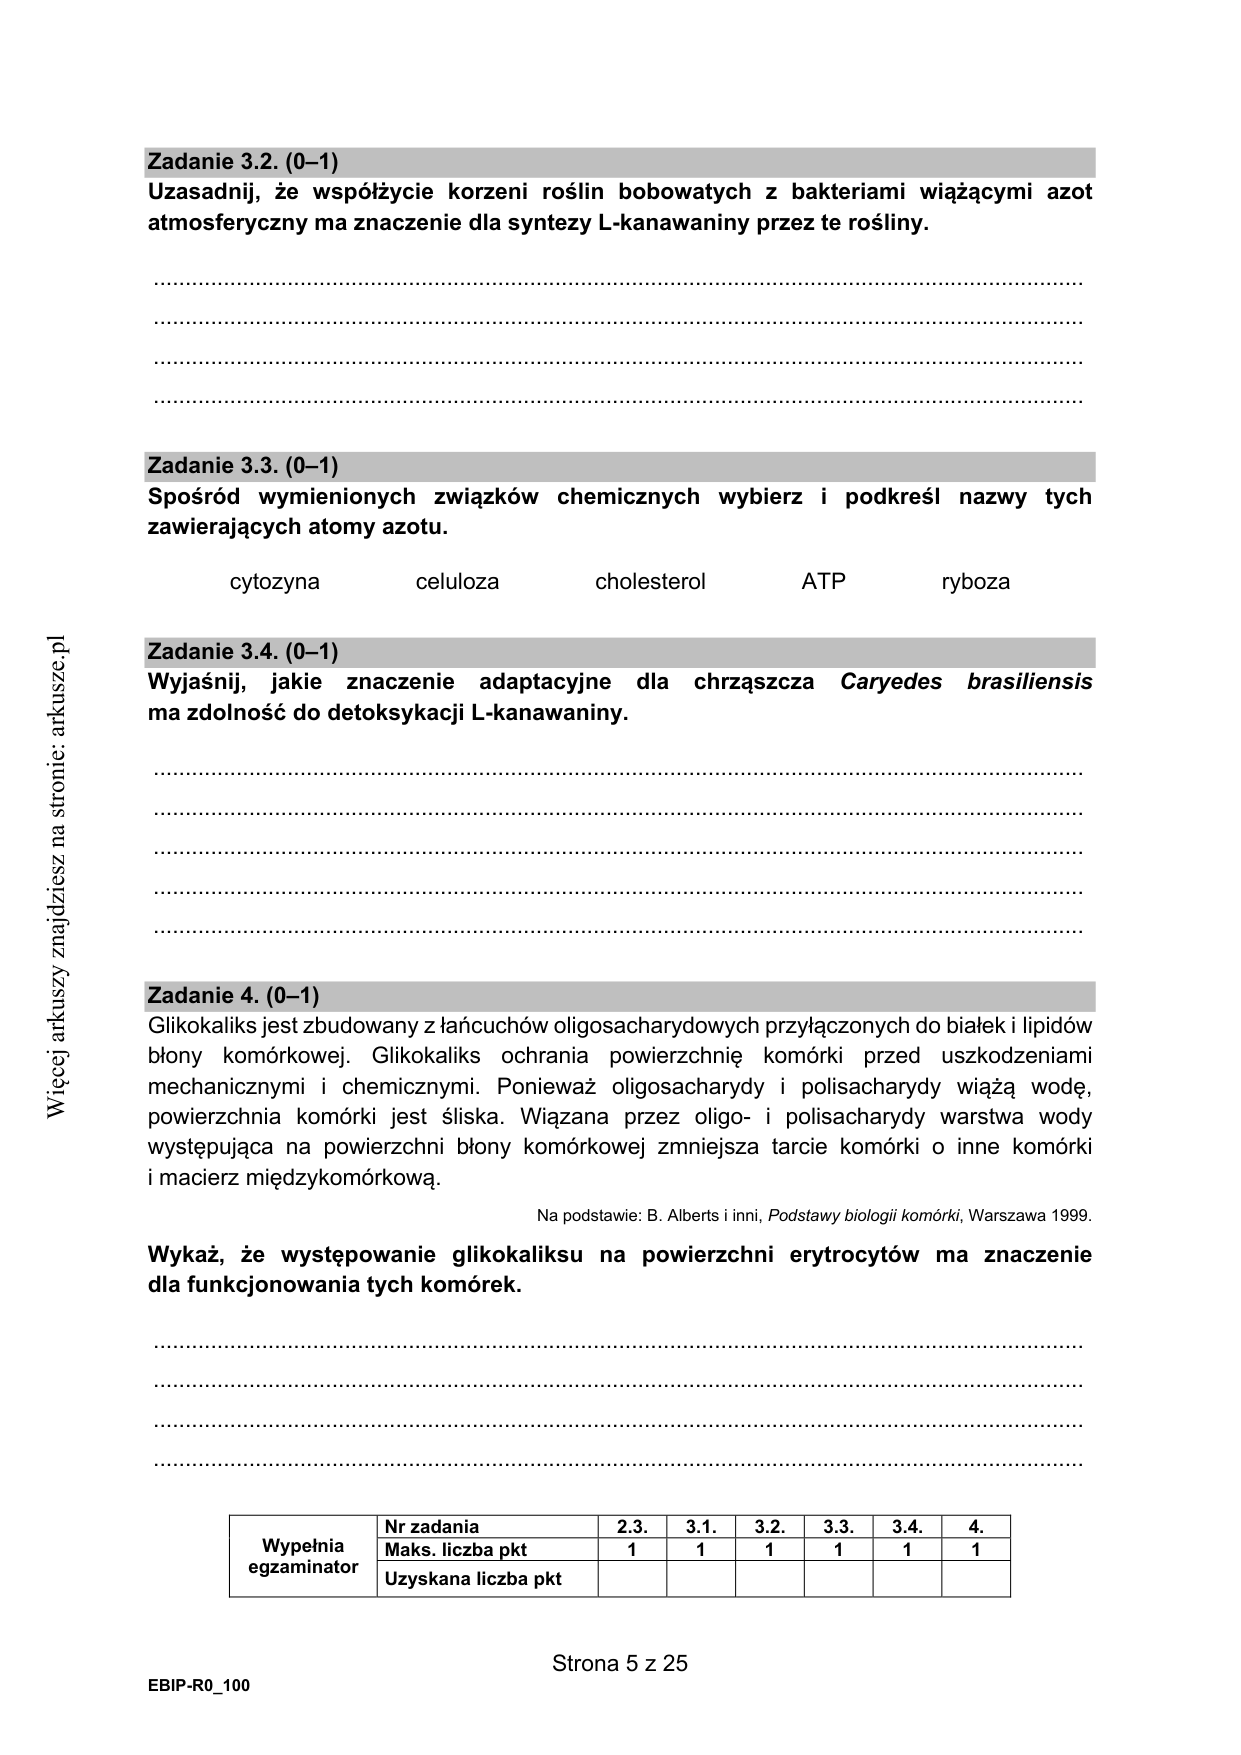 Zadanie 3.2. (0–1)
Uzasadnij, że współżycie korzeni roślin bobowatych z bakteriami wiążącymi azot
atmosferyczny ma znaczenie dla syntezy L-kanawaniny przez te rośliny.
Zadanie 3.3. (0–1)
Spośród wymienionych związków chemicznych wybierz i podkreśl nazwy tych
zawierających atomy azotu.
cytozyna celuloza cholesterol ATP ryboza
Zadanie 3.4. (0–1)
Wyjaśnij, jakie znaczenie adaptacyjne dla chrząszcza Caryedes brasiliensis
ma zdolność do detoksykacji L-kanawaniny.
Zadanie 4. (0–1)
Glikokaliks jest zbudowany z łańcuchów oligosacharydowych przyłączonych do białek i lipidów
błony komórkowej. Glikokaliks ochrania powierzchnię komórki przed uszkodzeniami
mechanicznymi i chemicznymi. Ponieważ oligosacharydy i polisacharydy wiążą wodę,
powierzchnia komórki jest śliska. Wiązana przez oligo- i polisacharydy warstwa wody
występująca na powierzchni błony komórkowej zmniejsza tarcie komórki o inne komórki
i macierz międzykomórkową.
Na podstawie: B. Alberts i inni, Podstawy biologii komórki, Warszawa 1999.
Wykaż, że występowanie glikokaliksu na powierzchni erytrocytów ma znaczenie
dla funkcjonowania tych komórek.
Wypełnia
egzaminator
Nr zadania 2.3. 3.1. 3.2. 3.3. 3.4. 4.
Maks. liczba pkt 1 1 1 1 1 1
Uzyskana liczba pkt
Strona 5 z 25
EBIP-R0_100
Więcej arkuszy znajdziesz na stronie: arkusze.pl